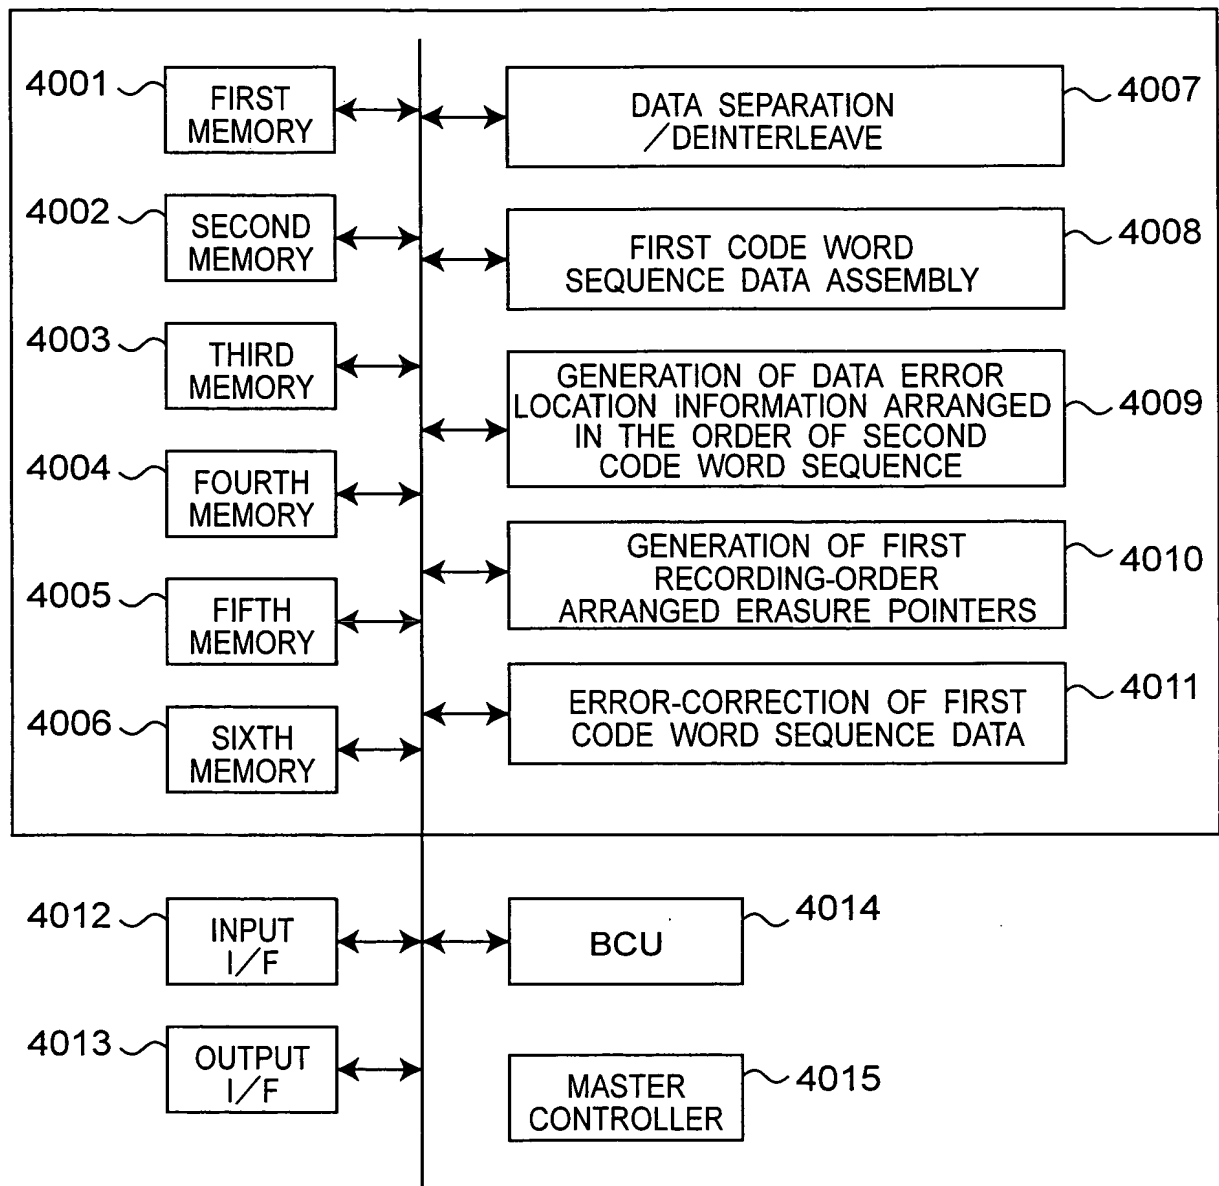 4001
FIRST
MEMORY
4002
SECOND
MEMORY
4003
THIRD
MEMORY
4004
FOURTH
MEMORY
4005
FIFTH
MEMORY
4006
SIXTH
MEMORY
DATA SEPARATION
/DEINTERLEAVE
4007
FIRST CODE WORD
SEQUENCE DATA ASSEMBLY
4008
GENERATION OF DATA ERROR
LOCATION INFORMATION ARRANGED
IN THE ORDER OF SECOND
CODE WORD SEQUENCE
4009
GENERATION OF FIRST
RECORDING-ORDER
ARRANGED ERASURE POINTERS
4010
ERROR-CORRECTION OF FIRST
CODE WORD SEQUENCE DATA
4011
4012
INPUT
I/F
4013
OUTPUT
I/F
BCU
4014
MASTER
CONTROLLER
4015